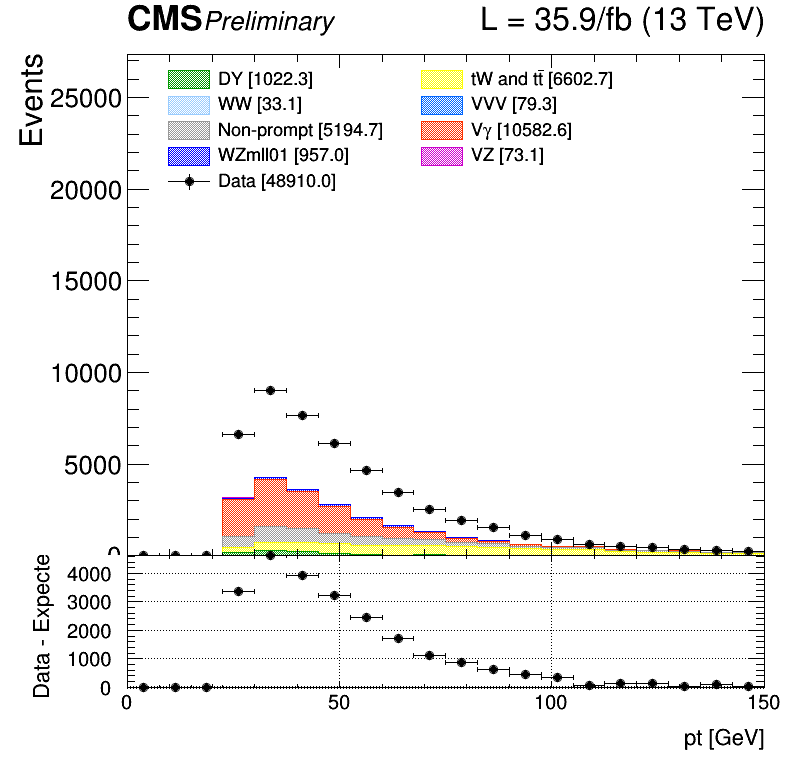 CMS Preliminary L = 35.9/fb (13 TeV)
Events
DY [1022.3]
tW and tt̄ [6602.7]
WW [33.1]
VVV [79.3]
Non-prompt [5194.7]
Vγ [10582.6]
WZmll01 [957.0]
VZ [73.1]
Data [48910.0]
25000
20000
15000
10000
5000
0
Data - Expecte
4000
3000
2000
1000
0
0 50 100 150
pt [GeV]